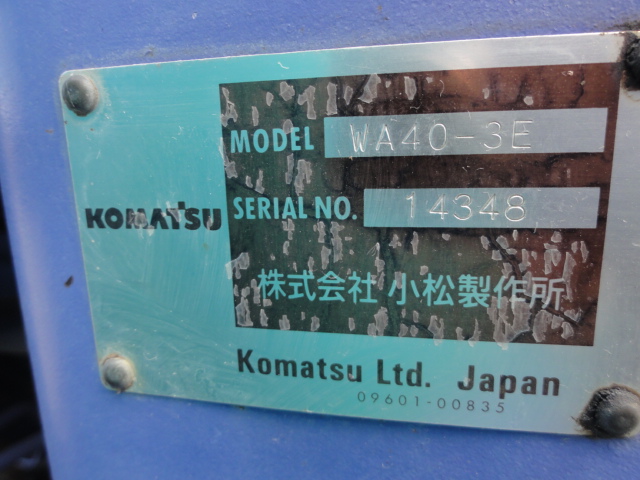 MODEL WA40-3E
KOMATSU
SERIAL NO. 14348
株式会社 小松製作所
Komatsu Ltd. Japan
09601-00835